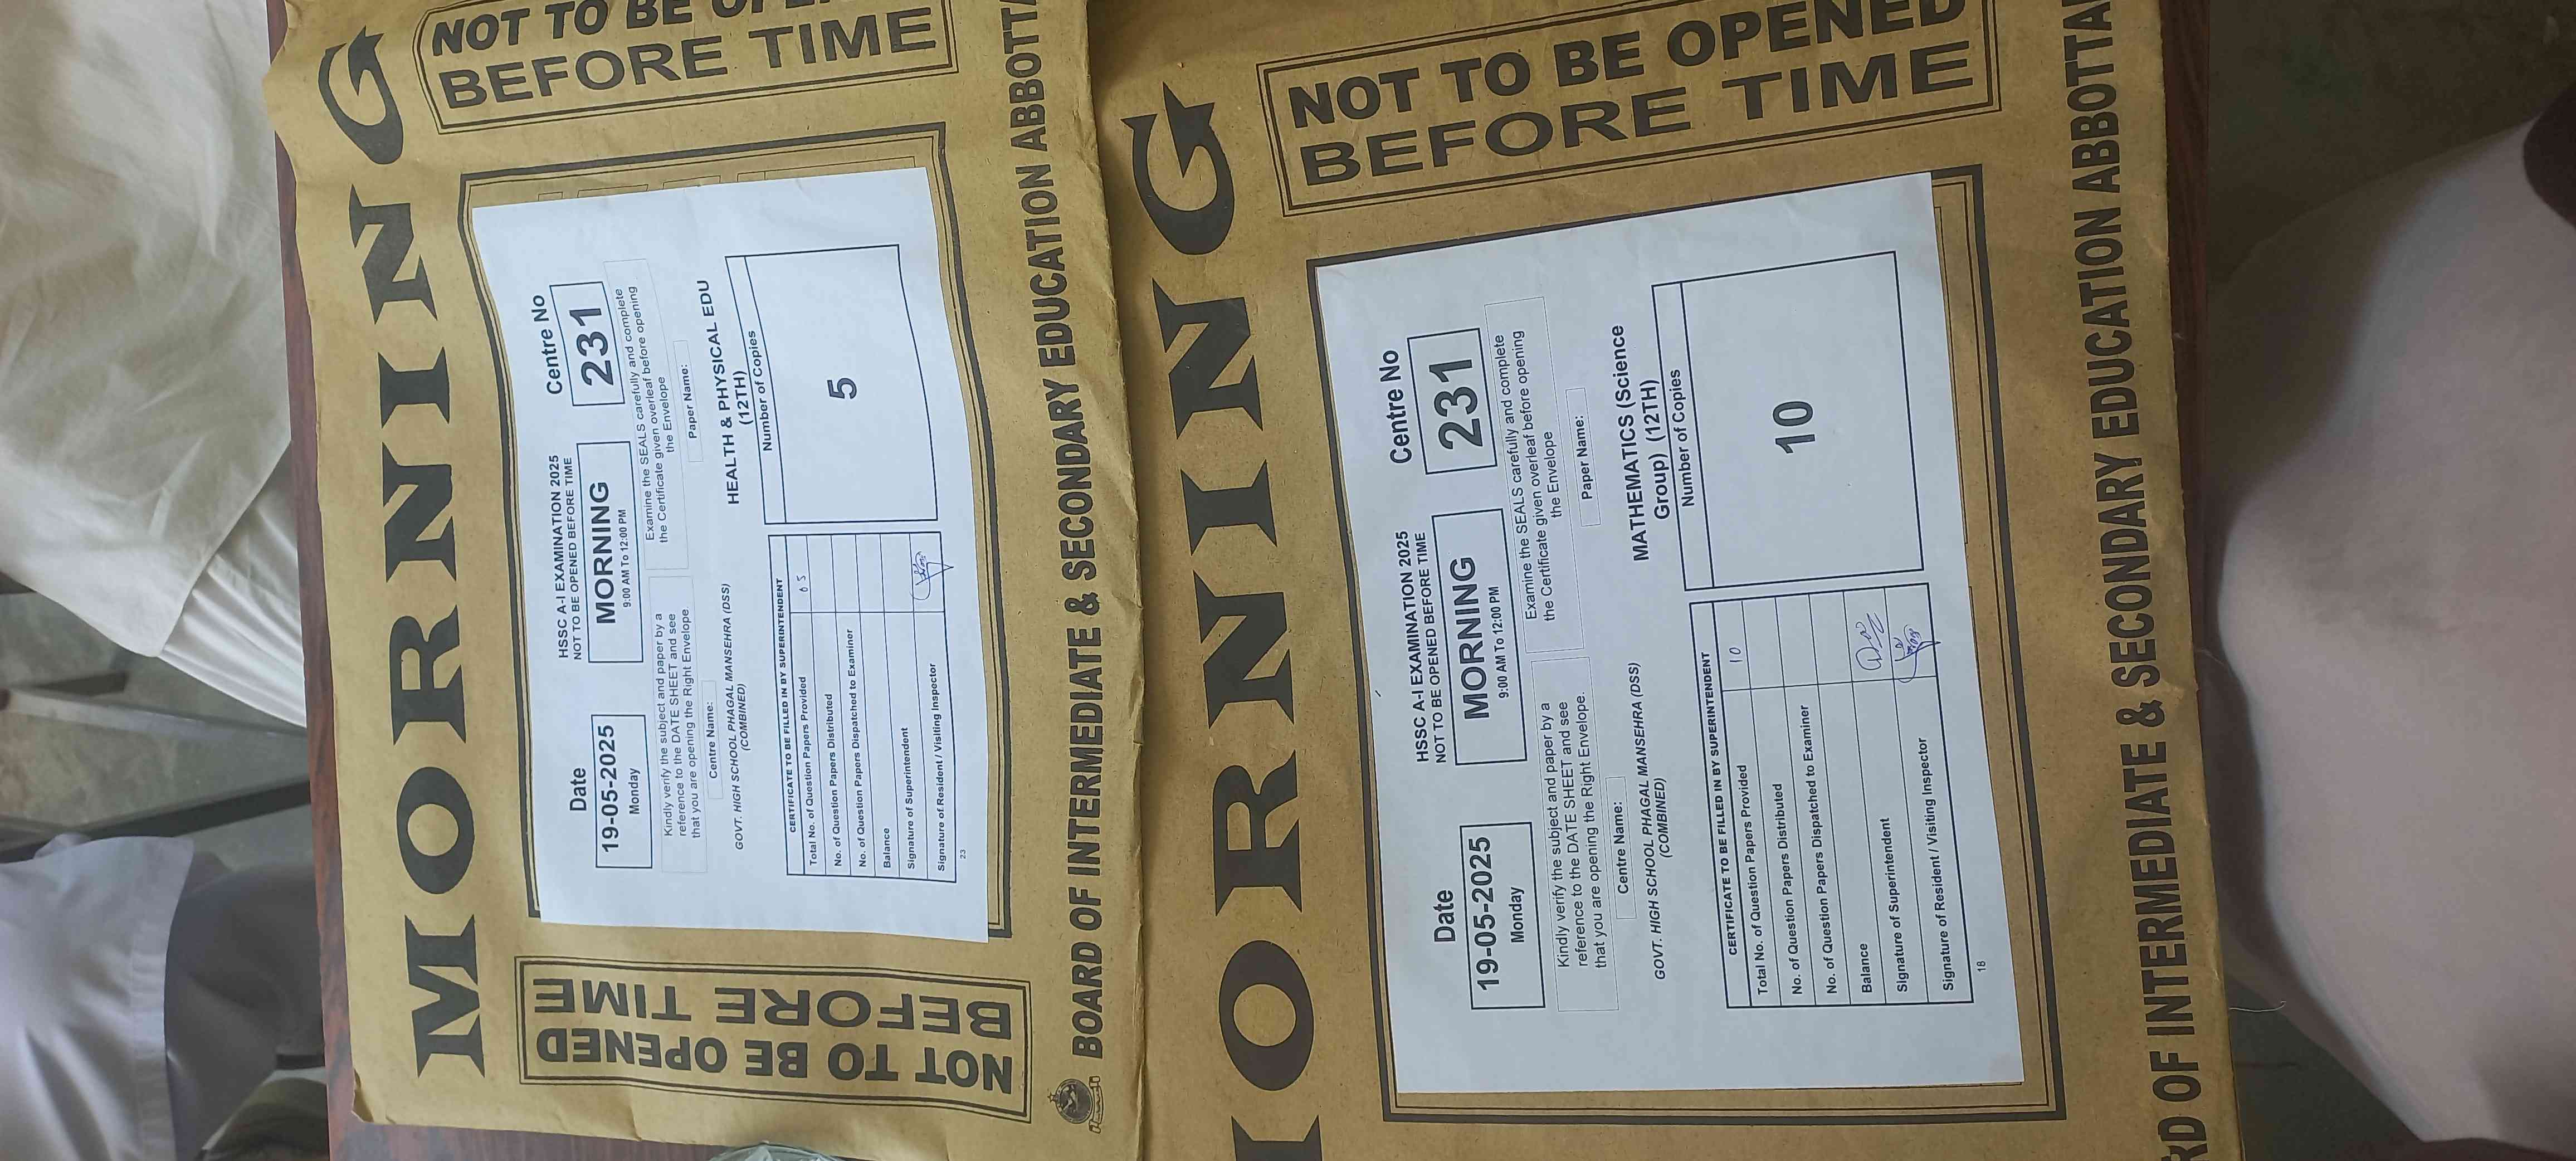 MORNING
NOT TO BE OPENED
BEFORE TIME
NOT TO BE
BEFORE TIME
Date
19-05-2025
Monday
HSSC A-I EXAMINATION 2025
NOT TO BE OPENED BEFORE TIME
MORNING
9:00 AM To 12:00 PM
Centre No
231
Kindly verify the subject and paper by a
reference to the DATE SHEET and see
that you are opening the Right Envelope
Examine the SEALS carefully and complete
the Certificate given overleaf before opening
the Envelope
Centre Name:
GOVT. HIGH SCHOOL PHAGAL MANSEHRA (DSS)
(COMBINED)
Paper Name:
HEALTH & PHYSICAL EDU
(12TH)
CERTIFICATE TO BE FILLED IN BY SUPERINTENDENT
Total No. of Question Papers Provided 05
No. of Question Papers Distributed
No. of Question Papers Dispatched to Examiner
Balance
Signature of Superintendent
Signature of Resident / Visiting Inspector
Number of Copies
5
23
BOARD OF INTERMEDIATE & SECONDARY EDUCATION ABBOTTA
ORNING
NOT TO BE OPENED
BEFORE TIME
Date
19-05-2025
Monday
HSSC A-I EXAMINATION 2025
NOT TO BE OPENED BEFORE TIME
MORNING
9:00 AM To 12:00 PM
Centre No
231
Kindly verify the subject and paper by a
reference to the DATE SHEET and see
that you are opening the Right Envelope.
Examine the SEALS carefully and complete
the Certificate given overleaf before opening
the Envelope
Centre Name:
GOVT. HIGH SCHOOL PHAGAL MANSEHRA (DSS)
(COMBINED)
Paper Name:
MATHEMATICS (Science
Group) (12TH)
CERTIFICATE TO BE FILLED IN BY SUPERINTENDENT
Total No. of Question Papers Provided 10
No. of Question Papers Distributed
No. of Question Papers Dispatched to Examiner
Balance
Signature of Superintendent
Signature of Resident / Visiting Inspector
Number of Copies
10
18
RD OF INTERMEDIATE & SECONDARY EDUCATION ABBOTTA